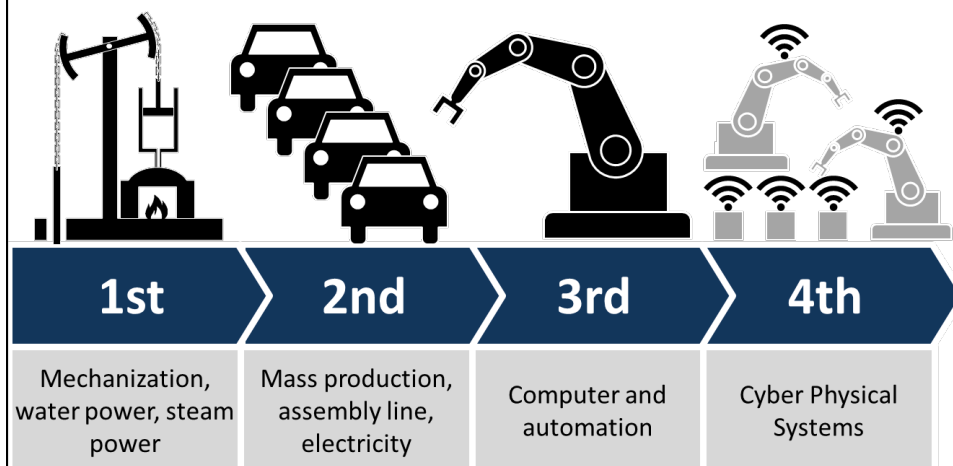 1st
2nd
3rd
4th
Mechanization,
water power, steam
power
Mass production,
assembly line,
electricity
Computer and
automation
Cyber Physical
Systems